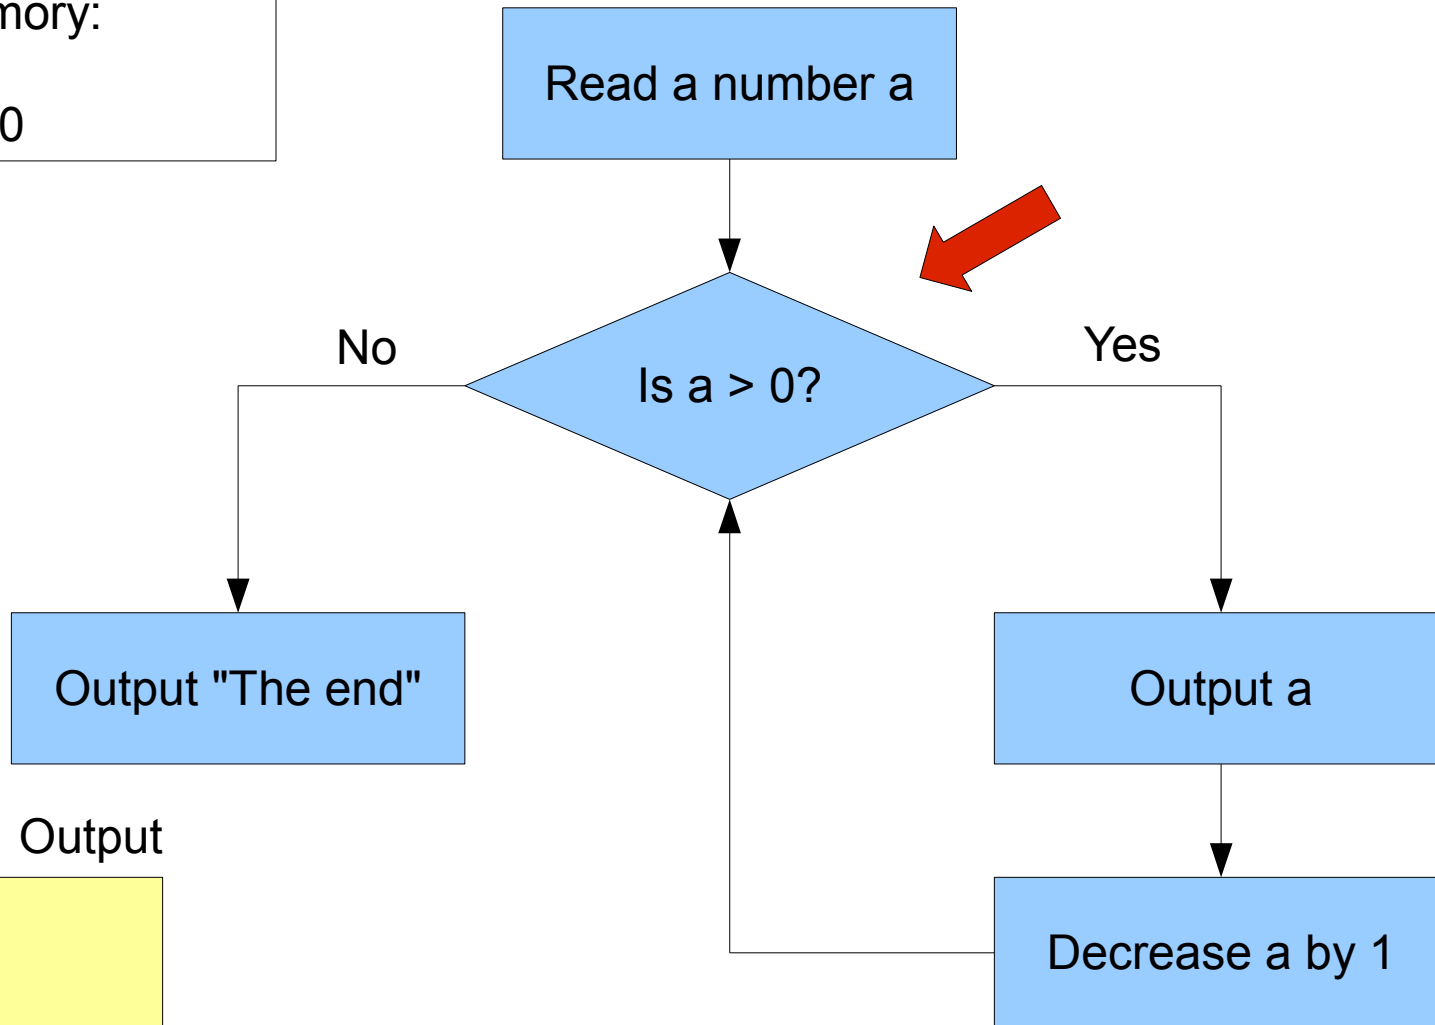 mory:
0
Read a number a
No
Yes
Is a > 0?
Output "The end"
Output a
Output
Decrease a by 1